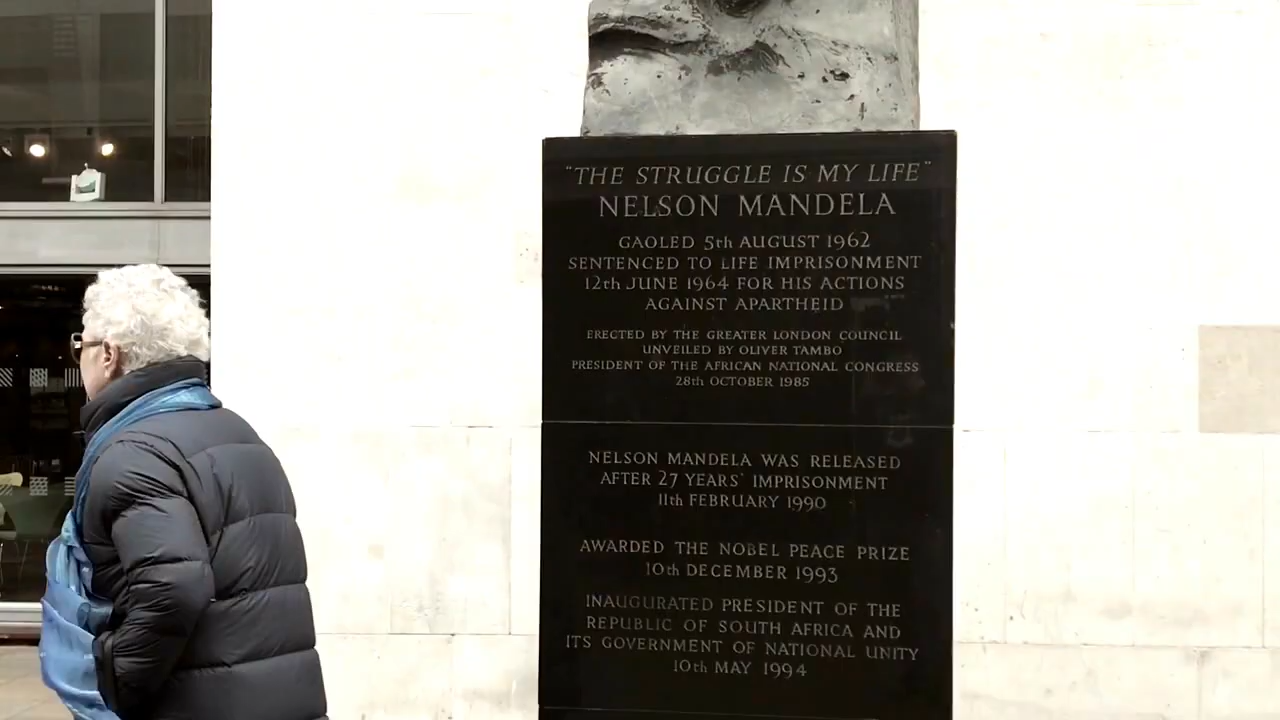 "THE STRUGGLE IS MY LIFE"
NELSON MANDELA
GAOLED 5th AUGUST 1962
SENTENCED TO LIFE IMPRISONMENT
12th JUNE 1964 FOR HIS ACTIONS
AGAINST APARTHEID
ERECTED BY THE GREATER LONDON COUNCIL
UNVEILED BY OLIVER TAMBO
PRESIDENT OF THE AFRICAN NATIONAL CONGRESS
28th OCTOBER 1985
NELSON MANDELA WAS RELEASED
AFTER 27 YEARS' IMPRISONMENT
11th FEBRUARY 1990
AWARDED THE NOBEL PEACE PRIZE
10th DECEMBER 1993
INAUGURATED PRESIDENT OF THE
REPUBLIC OF SOUTH AFRICA AND
ITS GOVERNMENT OF NATIONAL UNITY
10th MAY 1994